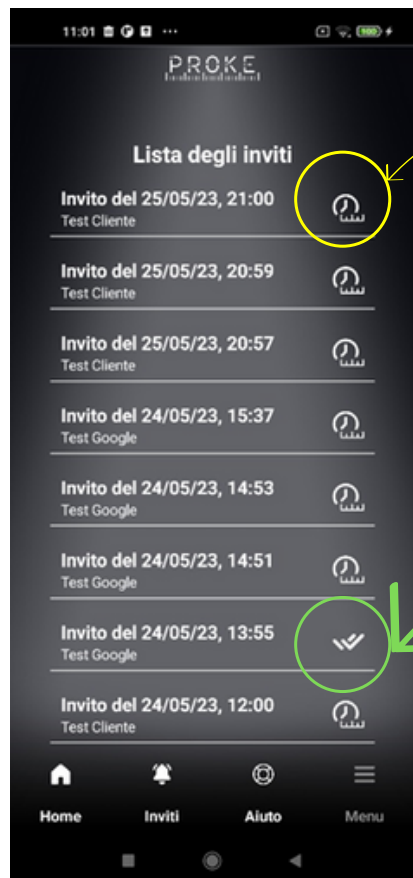 11:01
PROKE
Lista degli inviti
Invito del 25/05/23, 21:00
Test Cliente
Invito del 25/05/23, 20:59
Test Cliente
Invito del 25/05/23, 20:57
Test Cliente
Invito del 24/05/23, 15:37
Test Google
Invito del 24/05/23, 14:53
Test Google
Invito del 24/05/23, 14:51
Test Google
Invito del 24/05/23, 13:55
Test Google
Invito del 24/05/23, 12:00
Test Cliente
Home Inviti Aiuto Menu